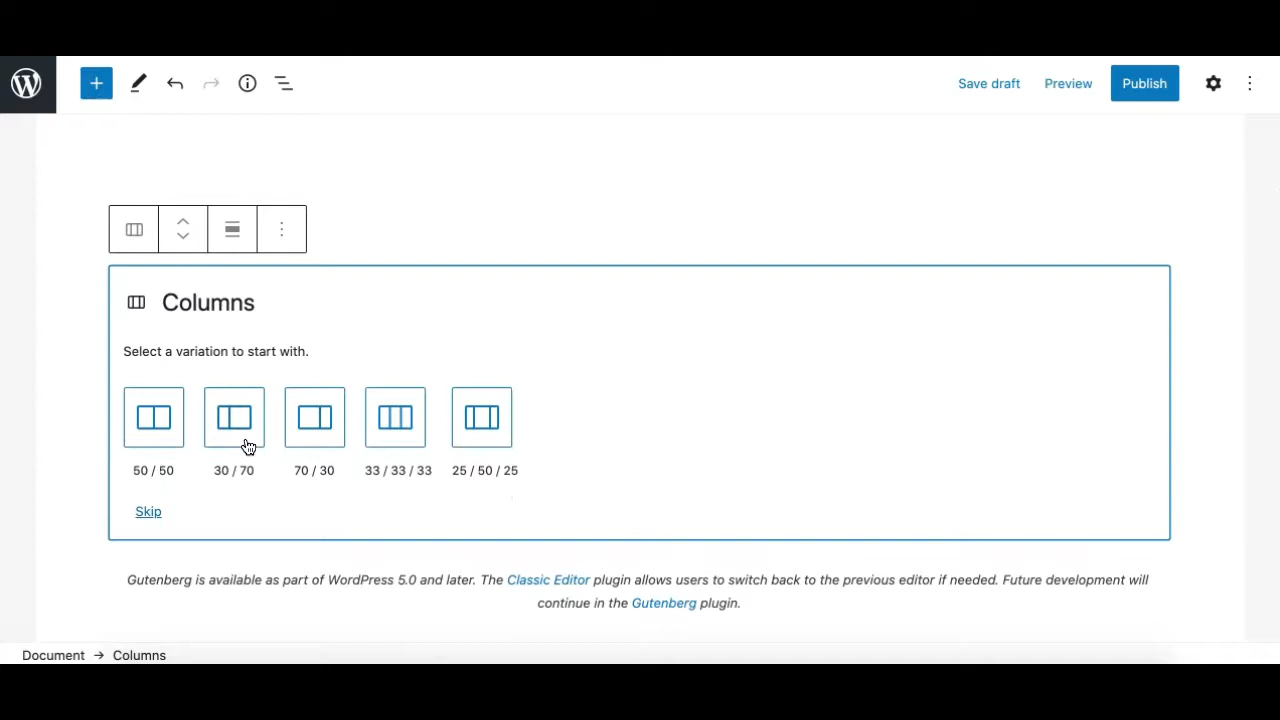 Save draft Preview Publish
Columns
Select a variation to start with.
50 / 50 30 / 70 70 / 30 33 / 33 / 33 25 / 50 / 25
Skip
Gutenberg is available as part of WordPress 5.0 and later. The Classic Editor plugin allows users to switch back to the previous editor if needed. Future development will
continue in the Gutenberg plugin.
Document → Columns